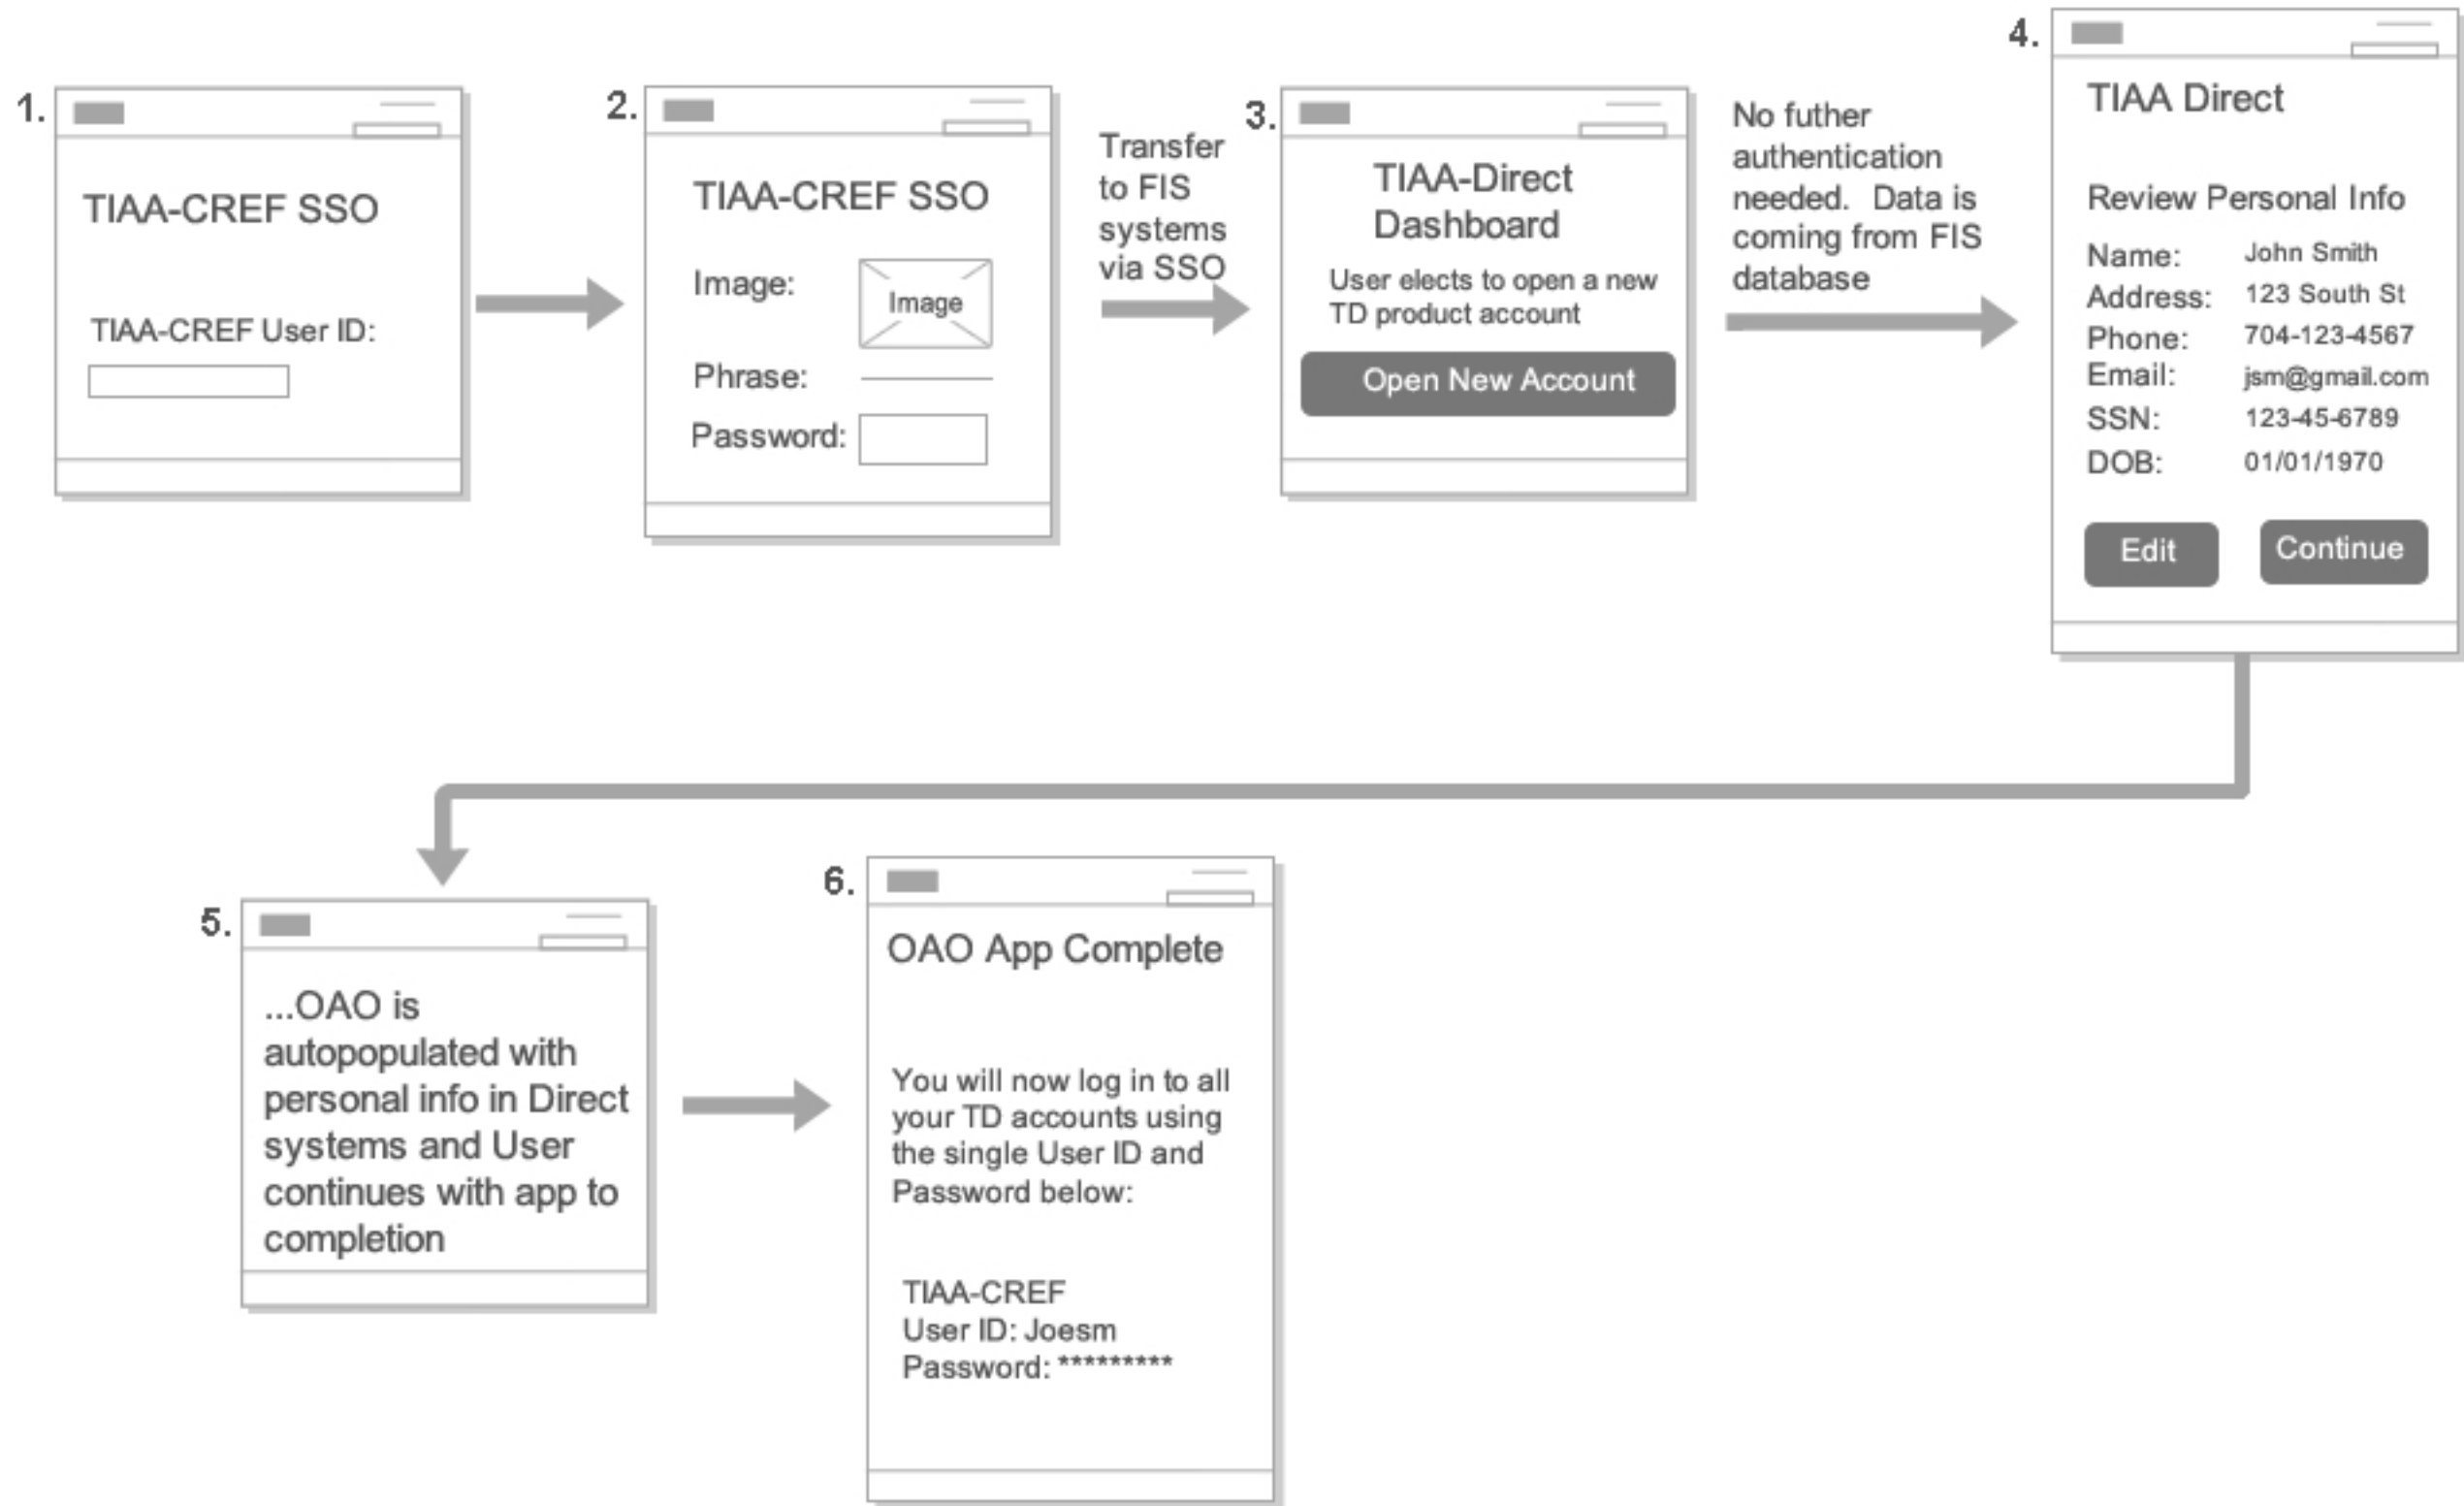 1.
TIAA-CREF SSO
TIAA-CREF User ID:
2.
TIAA-CREF SSO
Image:
Image
Phrase:
Password:
Transfer
to FIS
systems
via SSO
3.
TIAA-Direct
Dashboard
User elects to open a new
TD product account
Open New Account
No futher
authentication
needed. Data is
coming from FIS
database
4.
TIAA Direct
Review Personal Info
Name: John Smith
Address: 123 South St
Phone: 704-123-4567
Email: jsm@gmail.com
SSN: 123-45-6789
DOB: 01/01/1970
Edit Continue
5.
...OAO is
autopopulated with
personal info in Direct
systems and User
continues with app to
completion
6.
OAO App Complete
You will now log in to all
your TD accounts using
the single User ID and
Password below:
TIAA-CREF
User ID: Joesm
Password: *********